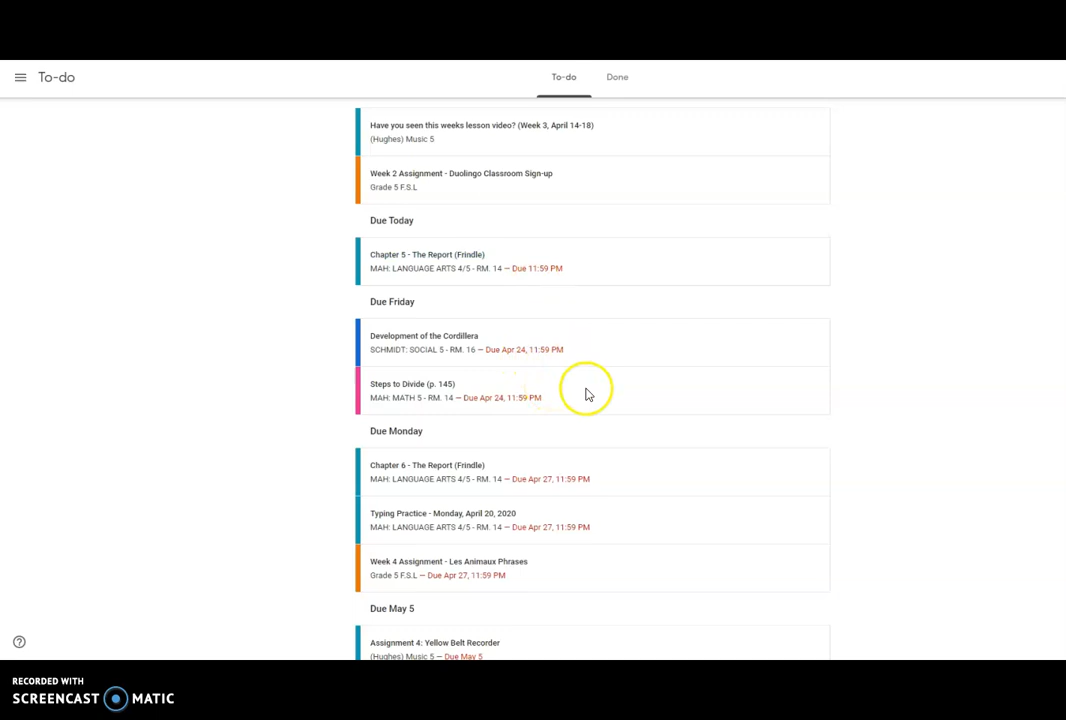 To-do
To-do
Done
Have you seen this weeks lesson video? (Week 3, April 14-18)
(Hughes) Music 5
Week 2 Assignment - Duolingo Classroom Sign-up
Grade 5 F.S.L
Due Today
Chapter 5 - The Report (Frindle)
MAH: LANGUAGE ARTS 4/5 - RM. 14 — Due 11:59 PM
Due Friday
Development of the Cordillera
SCHMIDT: SOCIAL 5 - RM. 16 — Due Apr 24, 11:59 PM
Steps to Divide (p. 145)
MAH: MATH 5 - RM. 14 — Due Apr 24, 11:59 PM
Due Monday
Chapter 6 - The Report (Frindle)
MAH: LANGUAGE ARTS 4/5 - RM. 14 — Due Apr 27, 11:59 PM
Typing Practice - Monday, April 20, 2020
MAH: LANGUAGE ARTS 4/5 - RM. 14 — Due Apr 27, 11:59 PM
Week 4 Assignment - Les Animaux Phrases
Grade 5 F.S.L — Due Apr 27, 11:59 PM
Due May 5
Assignment 4: Yellow Belt Recorder
(Hughes) Music 5 — Due May 5
RECORDED WITH
SCREENCAST MATIC